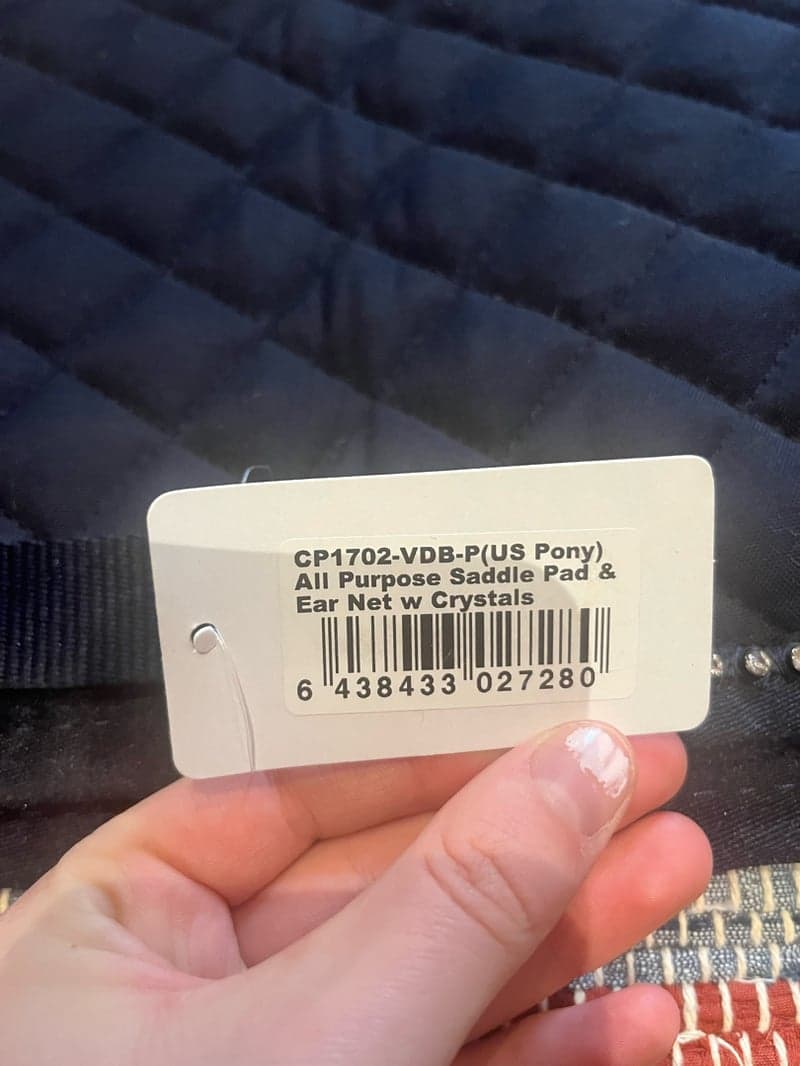 CP1702-VDB-P(US Pony)
All Purpose Saddle Pad &
Ear Net w Crystals
6 438433 027280